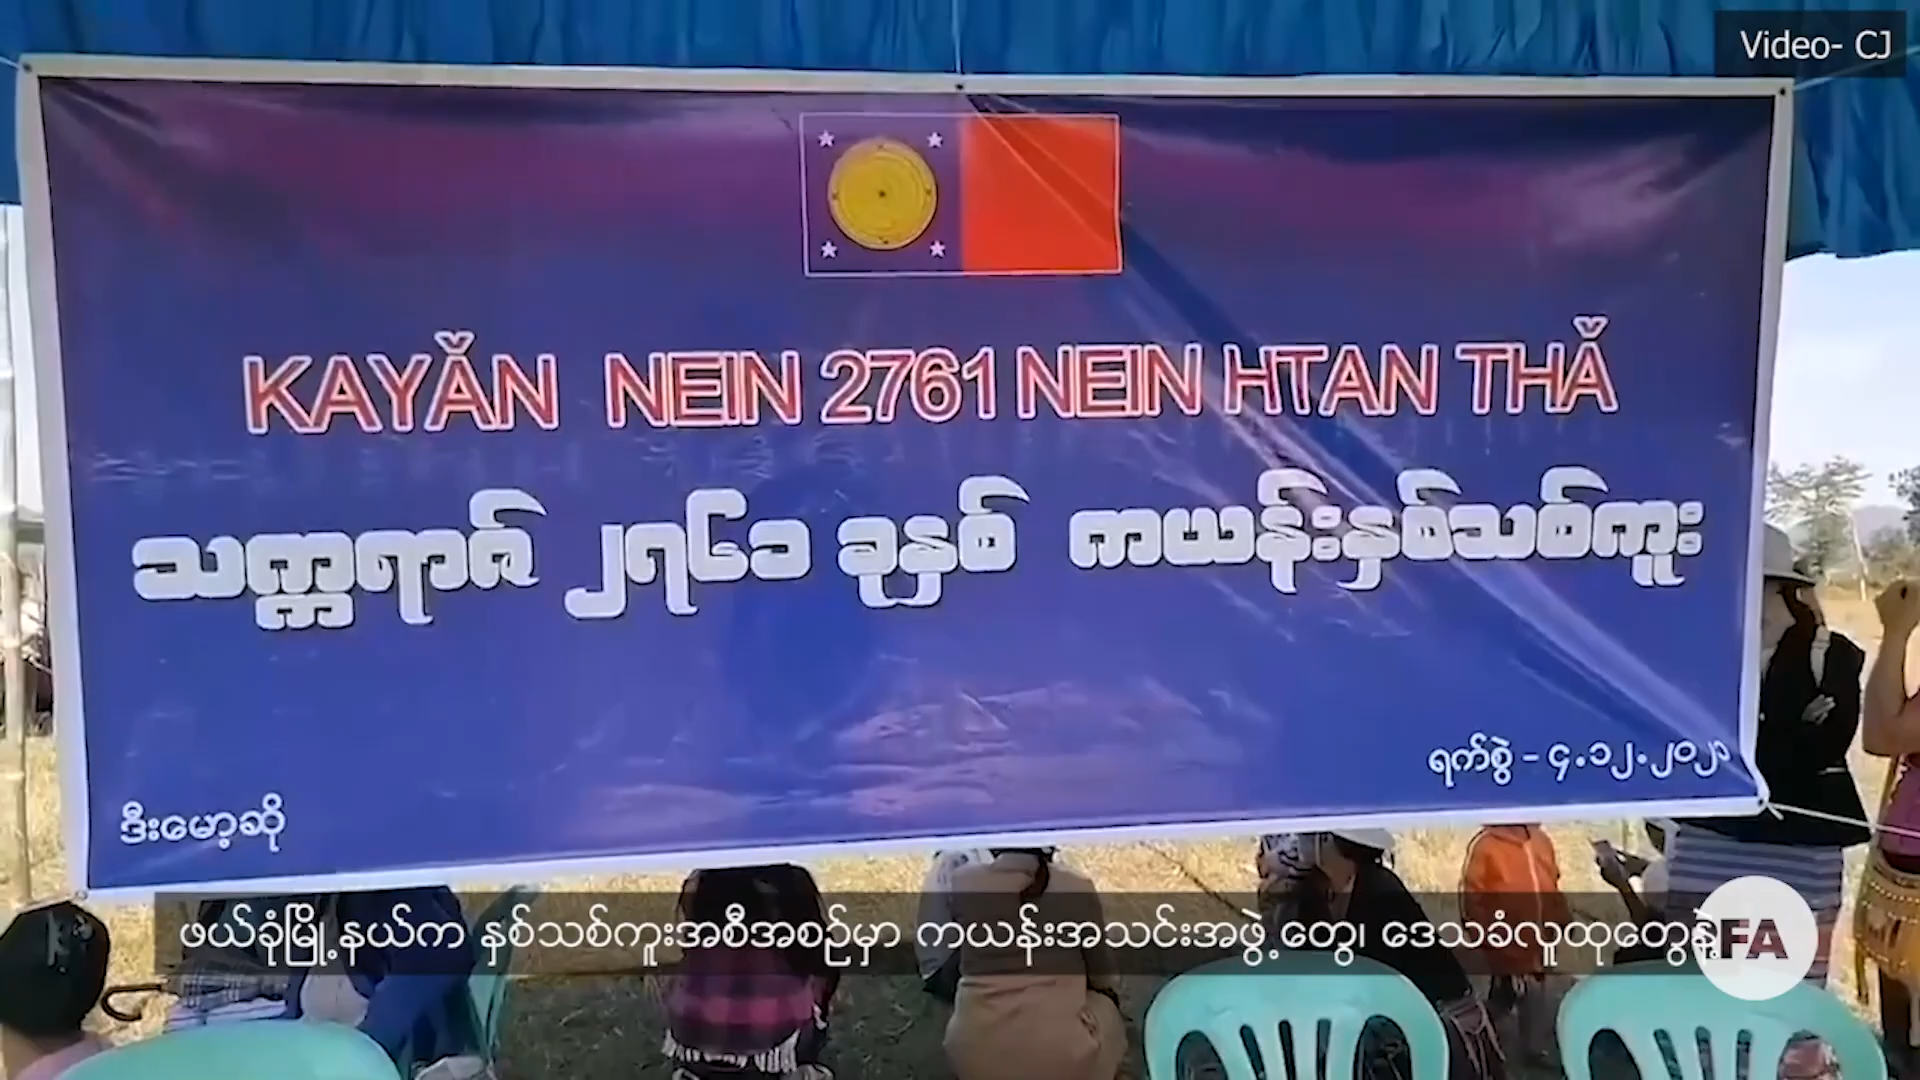 Video- CJ
KAYǍN NEIN 2761 NEIN HTAN THǍ
သက္ကရာဇ် ၂၇၆၁ ခုနှစ် ကယန်းနှစ်သစ်ကူး
ရက်စွဲ - ၄.၁၂.၂၀၂၁
ဒီးမော့ဆို
ဖယ်ခုံမြို့နယ်က နှစ်သစ်ကူးအစီအစဉ်မှာ ကယန်းအသင်းအဖွဲ့တွေ၊ ဒေသခံလူထုတွေနဲ့
FA